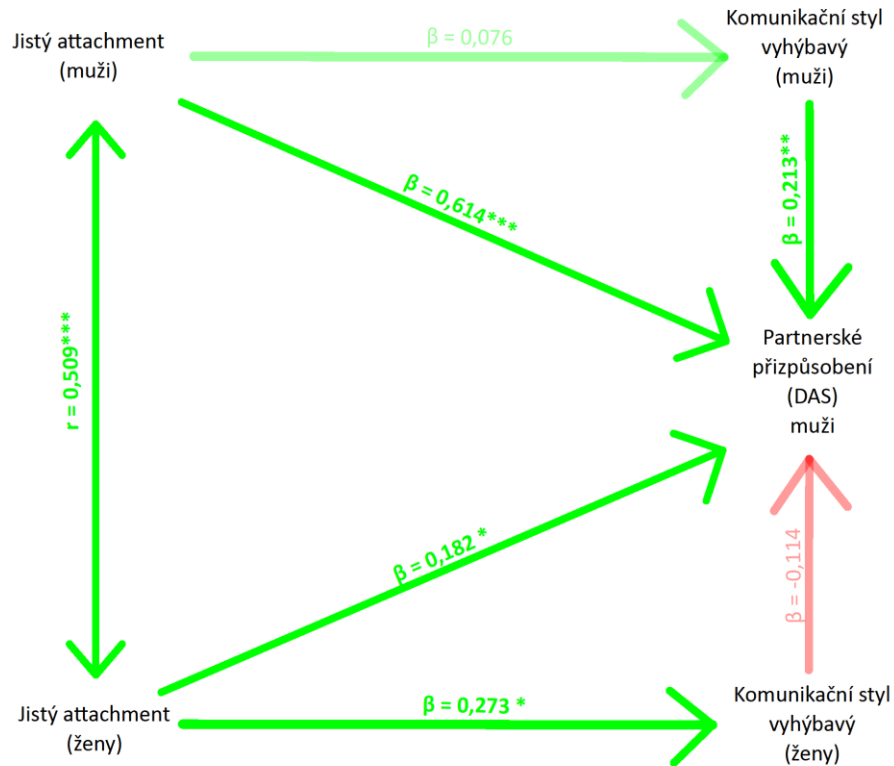 Jistý attachment
(muži)
β = 0,076
Komunikační styl
vyhýbavý
(muži)
β = 0,614***
β = 0,213**
r = 0,509***
Partnerské
přizpůsobení
(DAS)
muži
β = 0,182 *
β = -0,114
Jistý attachment
(ženy)
β = 0,273 *
Komunikační styl
vyhýbavý
(ženy)